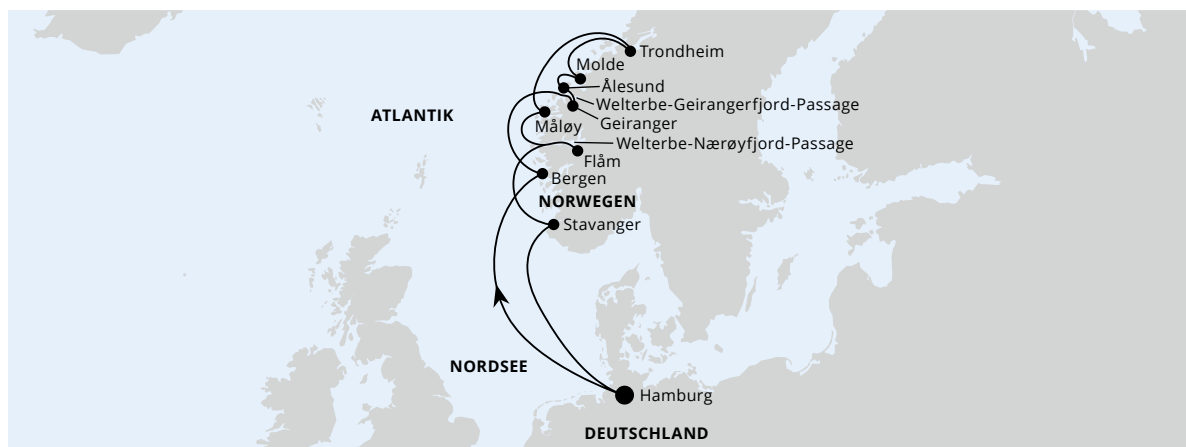 Trondheim
Molde
Ålesund
Welterbe-Geirangerfjord-Passage
ATLANTIK
Geiranger
Måløy
Welterbe-Nærøyfjord-Passage
Flåm
Bergen
NORWEGEN
Stavanger
NORDSEE
Hamburg
DEUTSCHLAND